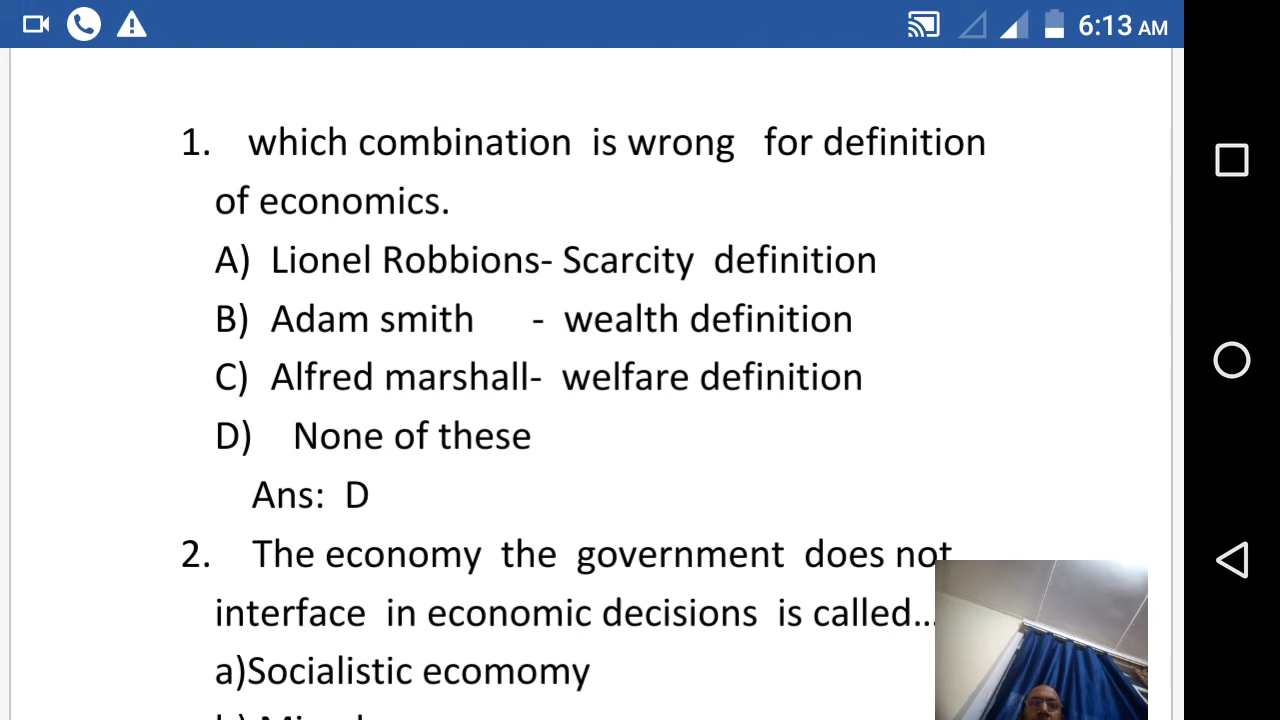 6:13 AM
1. which combination is wrong for definition
of economics.
A) Lionel Robbions- Scarcity definition
B) Adam smith - wealth definition
C) Alfred marshall- welfare definition
D) None of these
Ans: D
2. The economy the government does not
interface in economic decisions is called...
a)Socialistic ecomomy